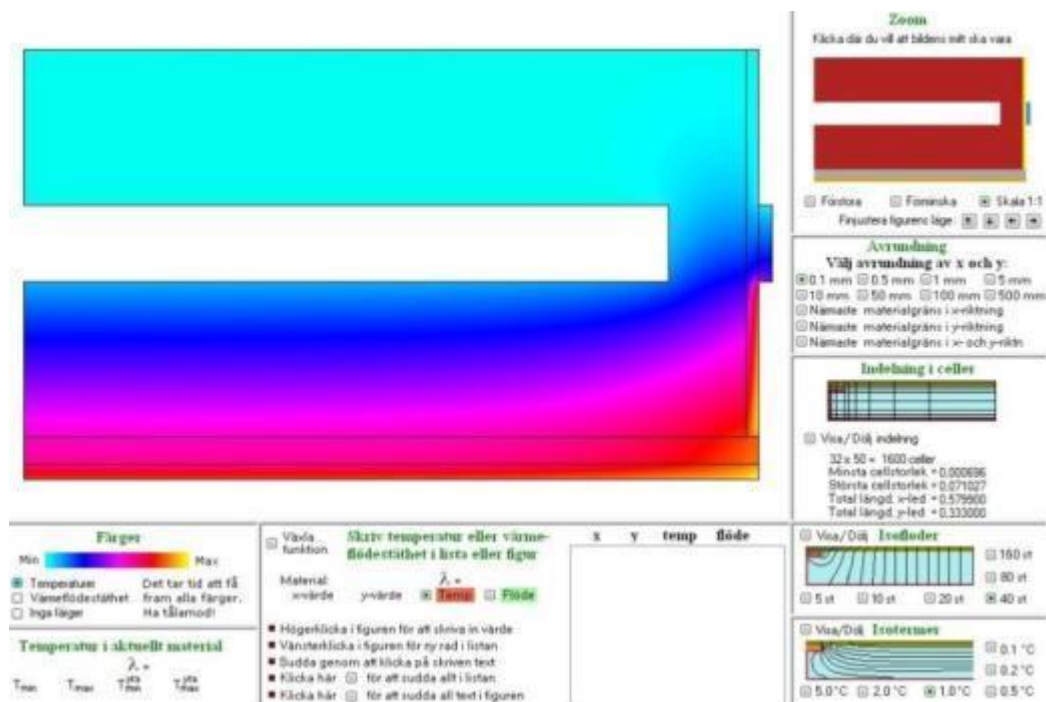 Zoom
Klicka där du vill att bildens mitt ska vara
Förstora Förminska Skala 1:1
Finjustera figurens läge:
Avrundning
Välj avrundning av x och y:
0.1 mm 0.5 mm 1 mm 5 mm
10 mm 50 mm 100 mm 500 mm
Närmaste materialgräns i x-riktning
Närmaste materialgräns i y-riktning
Närmaste materialgräns i x- och y-riktn
Indelning i celler
Visa/Dölj indelning
32 x 50 = 1600 celler
Minsta cellstorlek = 0.000696
Största cellstorlek = 0.071027
Total längd x-led = 0.579900
Total längd y-led = 0.333000
Färger
Min Max
Temperaturer
Värmeflödestäthet
Inga färger
Det tar tid att få
fram alla färger.
Ha tålamod!
Temperatur i aktuellt material
λ =
Tmin Tmax Tytamin Tytamax
Växla
funktion
Skriv temperatur eller värme-
flödestäthet i lista eller figur
Material: λ =
x-värde y-värde Temp Flöde
Högerklicka i figuren för att skriva in värde
Vänsterklicka i figuren för ny rad i listan
Sudda genom att klicka på skriven text
Klicka här för att sudda allt i listan
Klicka här för att sudda all text i figuren
x y temp flöde
Visa/Dölj Isoflöder
160 st
80 st
5 st 10 st 20 st 40 st
Visa/Dölj Isotermer
0.1 °C
0.2 °C
5.0 °C 2.0 °C 1.0 °C 0.5 °C